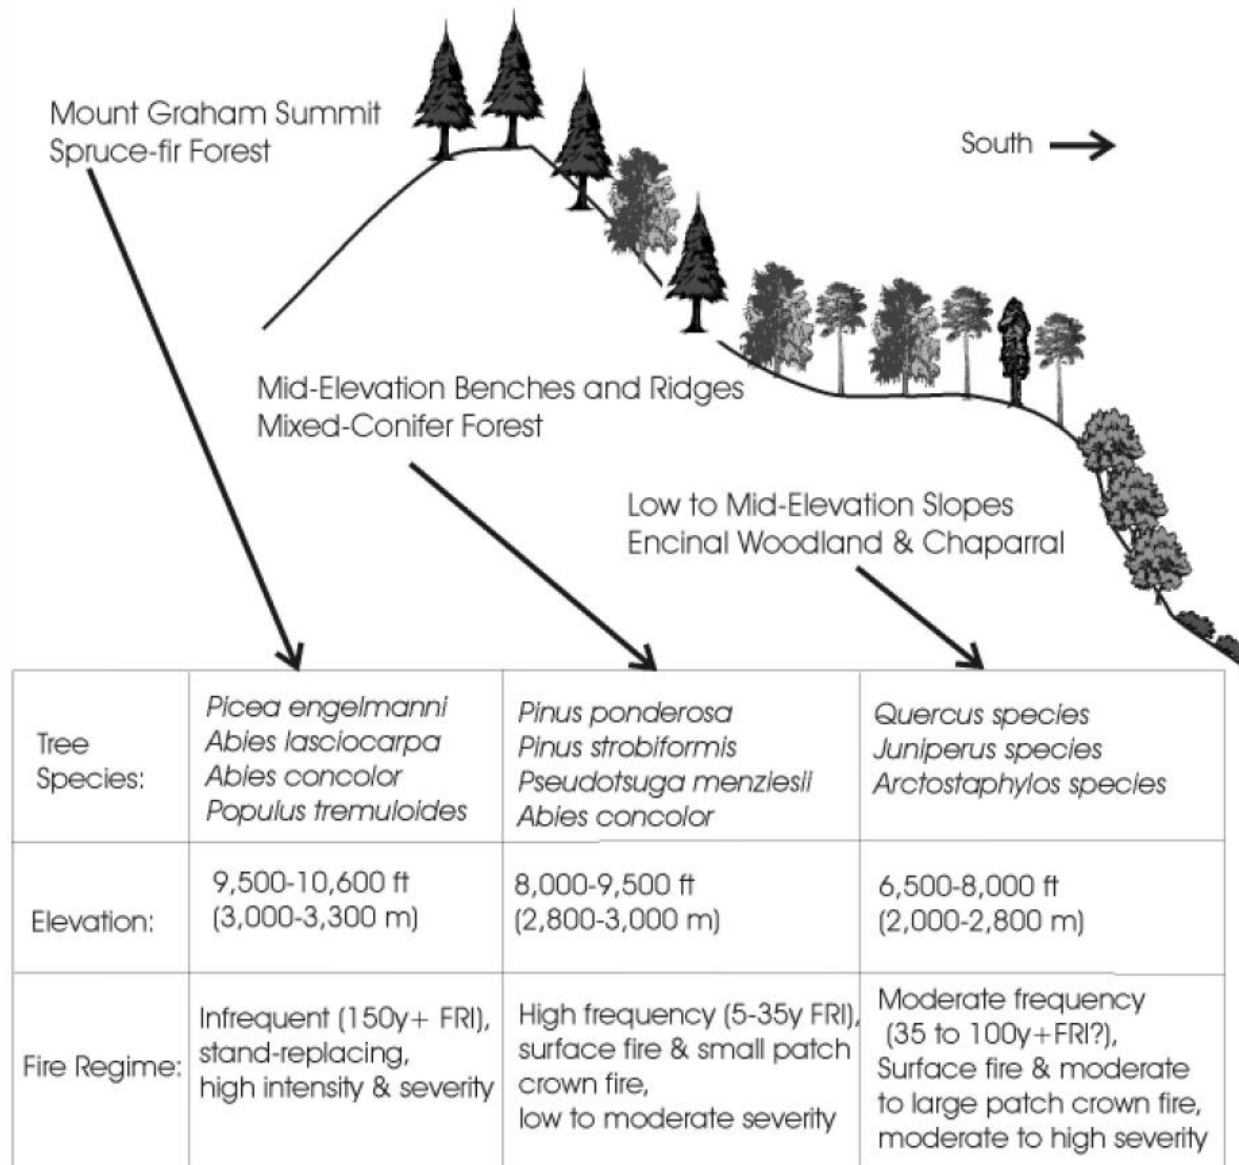 Mount Graham Summit
Spruce-fir Forest
South
Mid-Elevation Benches and Ridges
Mixed-Conifer Forest
Low to Mid-Elevation Slopes
Encinal Woodland & Chaparral
Tree
Species:
Picea engelmanni
Abies lasciocarpa
Abies concolor
Populus tremuloides
Pinus ponderosa
Pinus strobiformis
Pseudotsuga menziesii
Abies concolor
Quercus species
Juniperus species
Arctostaphylos species
Elevation:
9,500-10,600 ft
(3,000-3,300 m)
8,000-9,500 ft
(2,800-3,000 m)
6,500-8,000 ft
(2,000-2,800 m)
Fire Regime:
Infrequent (150y+ FRI),
stand-replacing,
high intensity & severity
High frequency (5-35y FRI),
surface fire & small patch
crown fire,
low to moderate severity
Moderate frequency
(35 to 100y+FRI?),
Surface fire & moderate
to large patch crown fire,
moderate to high severity